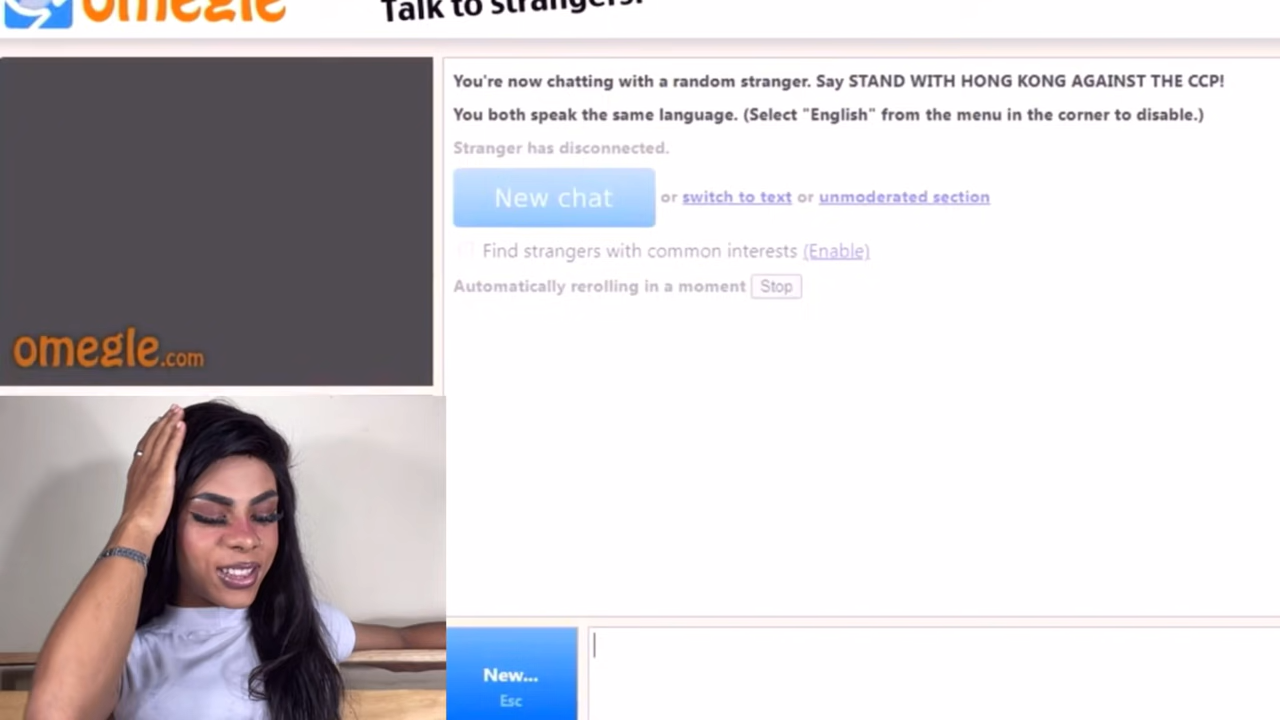 omegle
Talk to strangers!
You're now chatting with a random stranger. Say STAND WITH HONG KONG AGAINST THE CCP!
You both speak the same language. (Select "English" from the menu in the corner to disable.)
Stranger has disconnected.
New chat or switch to text or unmoderated section
Find strangers with common interests (Enable)
Automatically rerolling in a moment Stop
omegle.com
New...
Esc